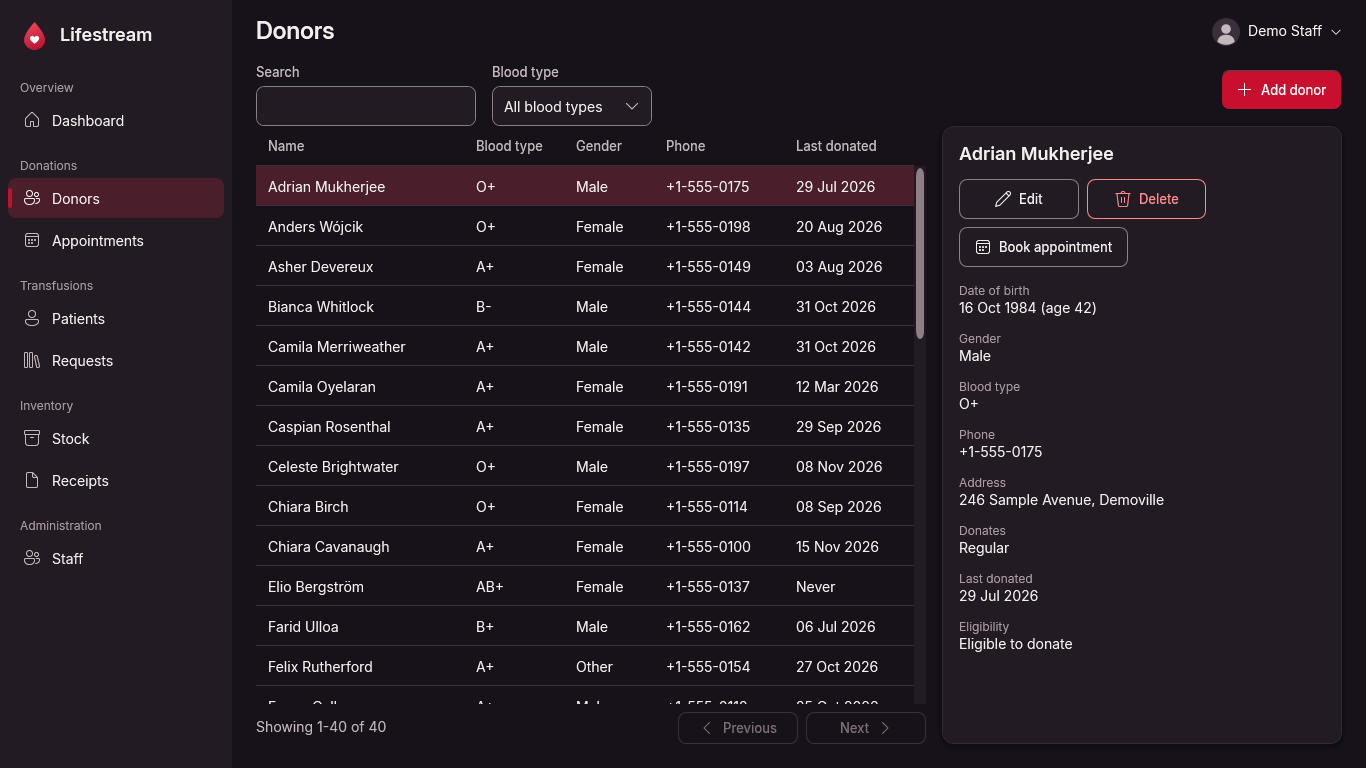 Lifestream
Overview
Dashboard
Donations
Donors
Appointments
Transfusions
Patients
Requests
Inventory
Stock
Receipts
Administration
Staff
Donors
Demo Staff
Search
Blood type
All blood types
Add donor
Name Blood type Gender Phone Last donated
Adrian Mukherjee O+ Male +1-555-0175 29 Jul 2026
Anders Wójcik O+ Female +1-555-0198 20 Aug 2026
Asher Devereux A+ Female +1-555-0149 03 Aug 2026
Bianca Whitlock B- Male +1-555-0144 31 Oct 2026
Camila Merriweather A+ Male +1-555-0142 31 Oct 2026
Camila Oyelaran A+ Female +1-555-0191 12 Mar 2026
Caspian Rosenthal A+ Female +1-555-0135 29 Sep 2026
Celeste Brightwater O+ Male +1-555-0197 08 Nov 2026
Chiara Birch O+ Female +1-555-0114 08 Sep 2026
Chiara Cavanaugh A+ Female +1-555-0100 15 Nov 2026
Elio Bergström AB+ Female +1-555-0137 Never
Farid Ulloa B+ Male +1-555-0162 06 Jul 2026
Felix Rutherford A+ Other +1-555-0154 27 Oct 2026
Showing 1-40 of 40
Previous
Next
Adrian Mukherjee
Edit
Delete
Book appointment
Date of birth
16 Oct 1984 (age 42)
Gender
Male
Blood type
O+
Phone
+1-555-0175
Address
246 Sample Avenue, Demoville
Donates
Regular
Last donated
29 Jul 2026
Eligibility
Eligible to donate